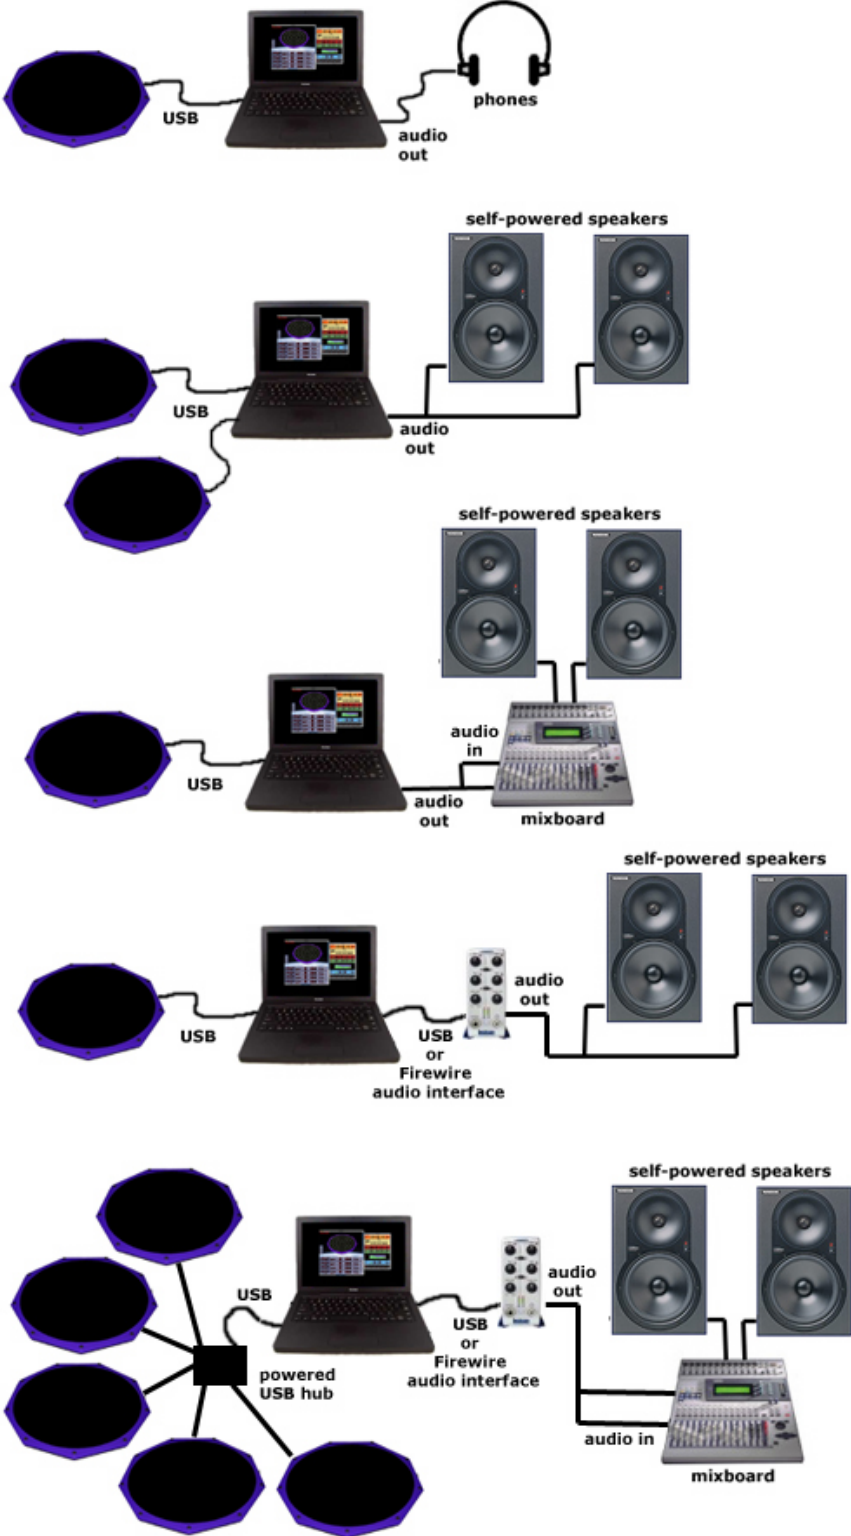 phones
USB
audio
out
self-powered speakers
USB
audio
out
self-powered speakers
audio
in
USB
audio
out
mixboard
self-powered speakers
audio
out
USB
USB
or
Firewire
audio interface
self-powered speakers
audio
out
USB
USB
or
Firewire
audio interface
powered
USB hub
audio in
mixboard